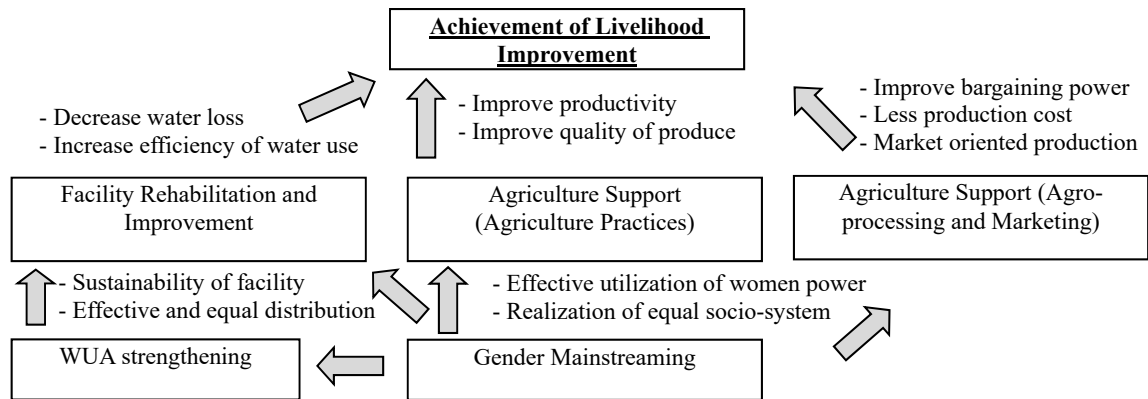 Achievement of Livelihood
Improvement
- Decrease water loss
- Increase efficiency of water use
- Improve productivity
- Improve quality of produce
- Improve bargaining power
- Less production cost
- Market oriented production
Facility Rehabilitation and
Improvement
Agriculture Support
(Agriculture Practices)
Agriculture Support (Agro-
processing and Marketing)
- Sustainability of facility
- Effective and equal distribution
- Effective utilization of women power
- Realization of equal socio-system
WUA strengthening
Gender Mainstreaming